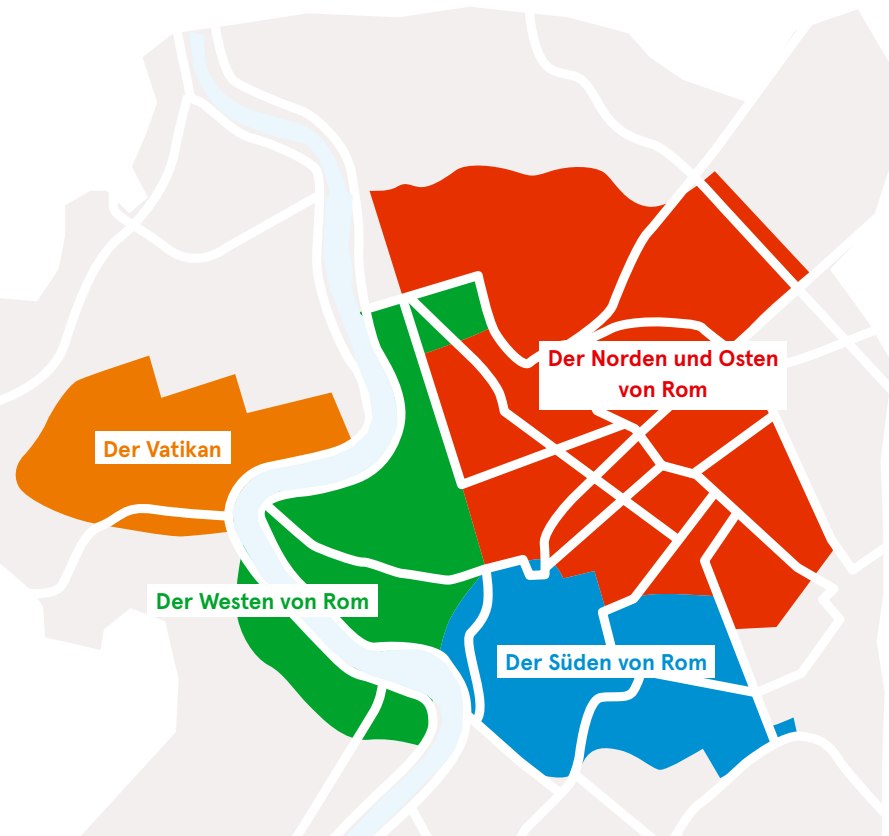 Der Norden und Osten
von Rom
Der Vatikan
Der Westen von Rom
Der Süden von Rom